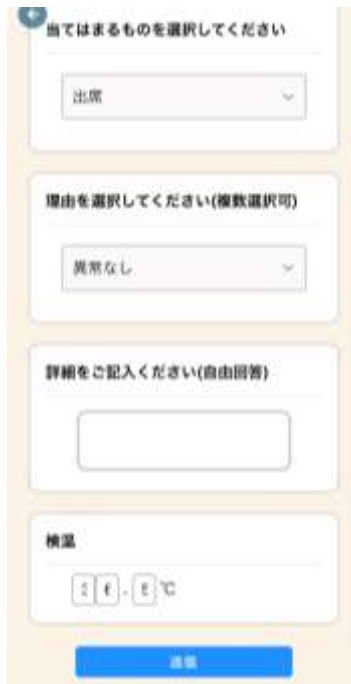 当てはまるものを選択してください
出席
理由を選択してください(複数選択可)
異常なし
詳細をご記入ください(自由回答)
検温
℃
送信